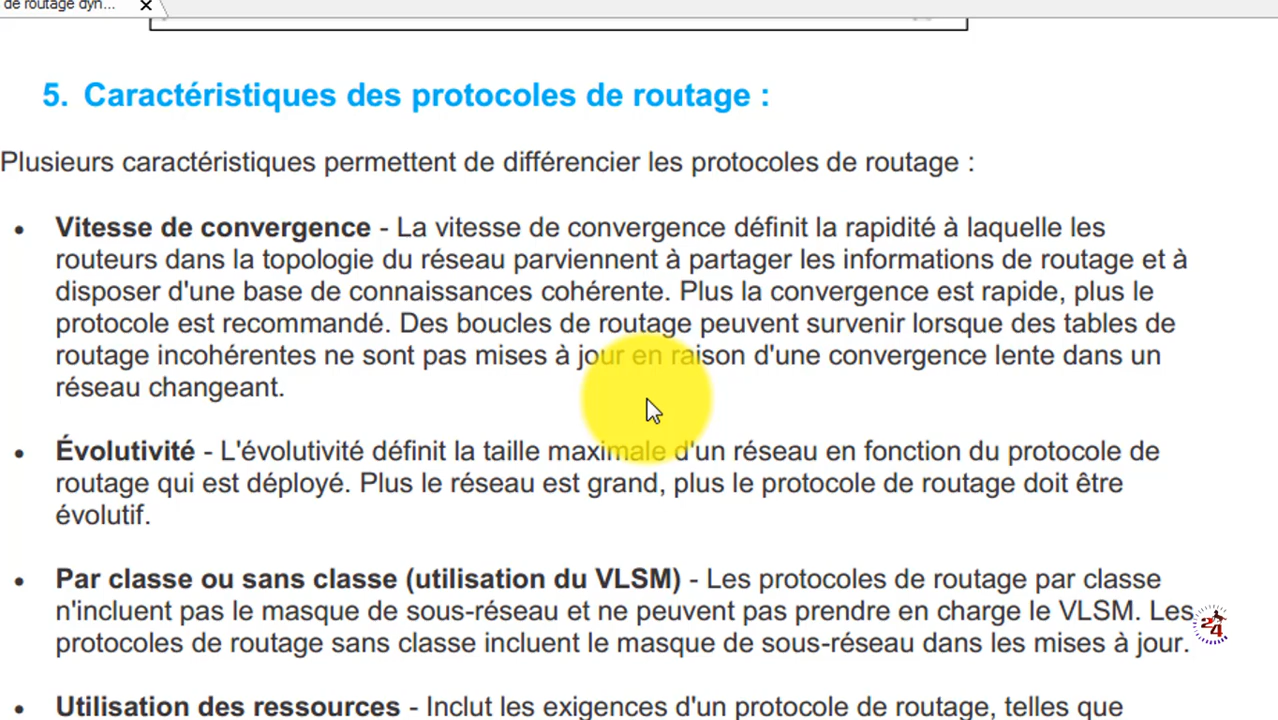 de routage dyn...
5. Caractéristiques des protocoles de routage :
Plusieurs caractéristiques permettent de différencier les protocoles de routage :
• Vitesse de convergence - La vitesse de convergence définit la rapidité à laquelle les
routeurs dans la topologie du réseau parviennent à partager les informations de routage et à
disposer d'une base de connaissances cohérente. Plus la convergence est rapide, plus le
protocole est recommandé. Des boucles de routage peuvent survenir lorsque des tables de
routage incohérentes ne sont pas mises à jour en raison d'une convergence lente dans un
réseau changeant.
• Évolutivité - L'évolutivité définit la taille maximale d'un réseau en fonction du protocole de
routage qui est déployé. Plus le réseau est grand, plus le protocole de routage doit être
évolutif.
• Par classe ou sans classe (utilisation du VLSM) - Les protocoles de routage par classe
n'incluent pas le masque de sous-réseau et ne peuvent pas prendre en charge le VLSM. Les
protocoles de routage sans classe incluent le masque de sous-réseau dans les mises à jour.
24
• Utilisation des ressources - Inclut les exigences d'un protocole de routage, telles que